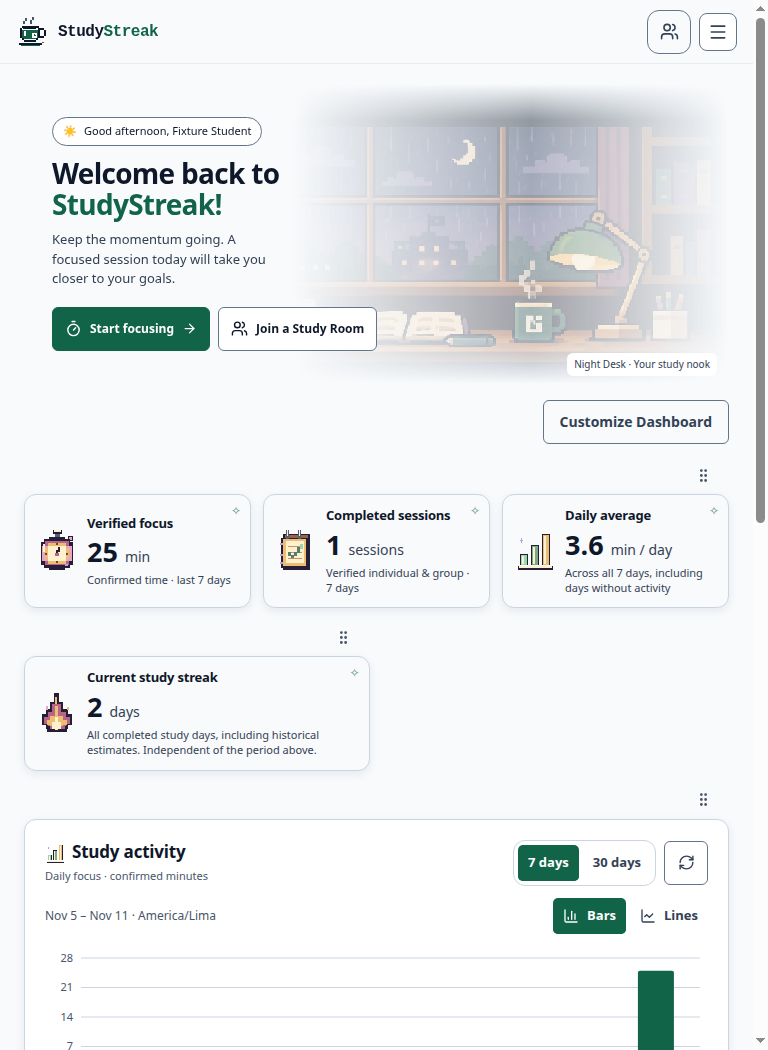 StudyStreak
Good afternoon, Fixture Student
Welcome back to
StudyStreak!
Keep the momentum going. A
focused session today will take you
closer to your goals.
Start focusing
Join a Study Room
Night Desk · Your study nook
Customize Dashboard
Verified focus
25 min
Confirmed time · last 7 days
Completed sessions
1 sessions
Verified individual & group ·
7 days
Daily average
3.6 min / day
Across all 7 days, including
days without activity
Current study streak
2 days
All completed study days, including historical
estimates. Independent of the period above.
Study activity
Daily focus · confirmed minutes
7 days
30 days
Nov 5 – Nov 11 · America/Lima
Bars
Lines
28
21
14
7